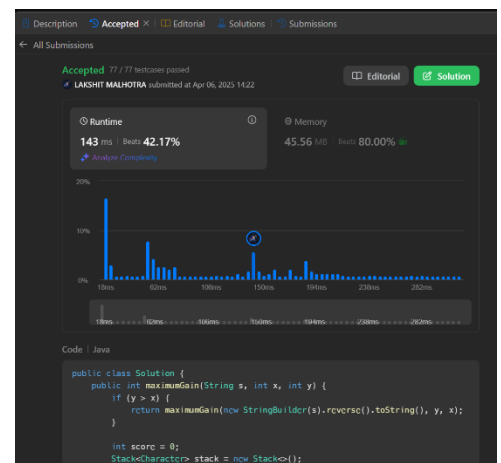 Description Accepted × Editorial Solutions Submissions
← All Submissions
Accepted 77 / 77 testcases passed
LAKSHIT MALHOTRA submitted at Apr 06, 2025 14:22
Editorial Solution
Runtime
143 ms Beats 42.17%
Analyze Complexity
Memory
45.56 MB Beats 80.00%
20%
10%
0%
18ms 62ms 106ms 150ms 194ms 238ms 282ms
18ms 62ms 106ms 150ms 194ms 238ms 282ms
Code | Java
public class Solution {
public int maximumGain(String s, int x, int y) {
if (y > x) {
return maximumGain(new StringBuilder(s).reverse().toString(), y, x);
}
int score = 0;
Stack<Character> stack = new Stack<>();